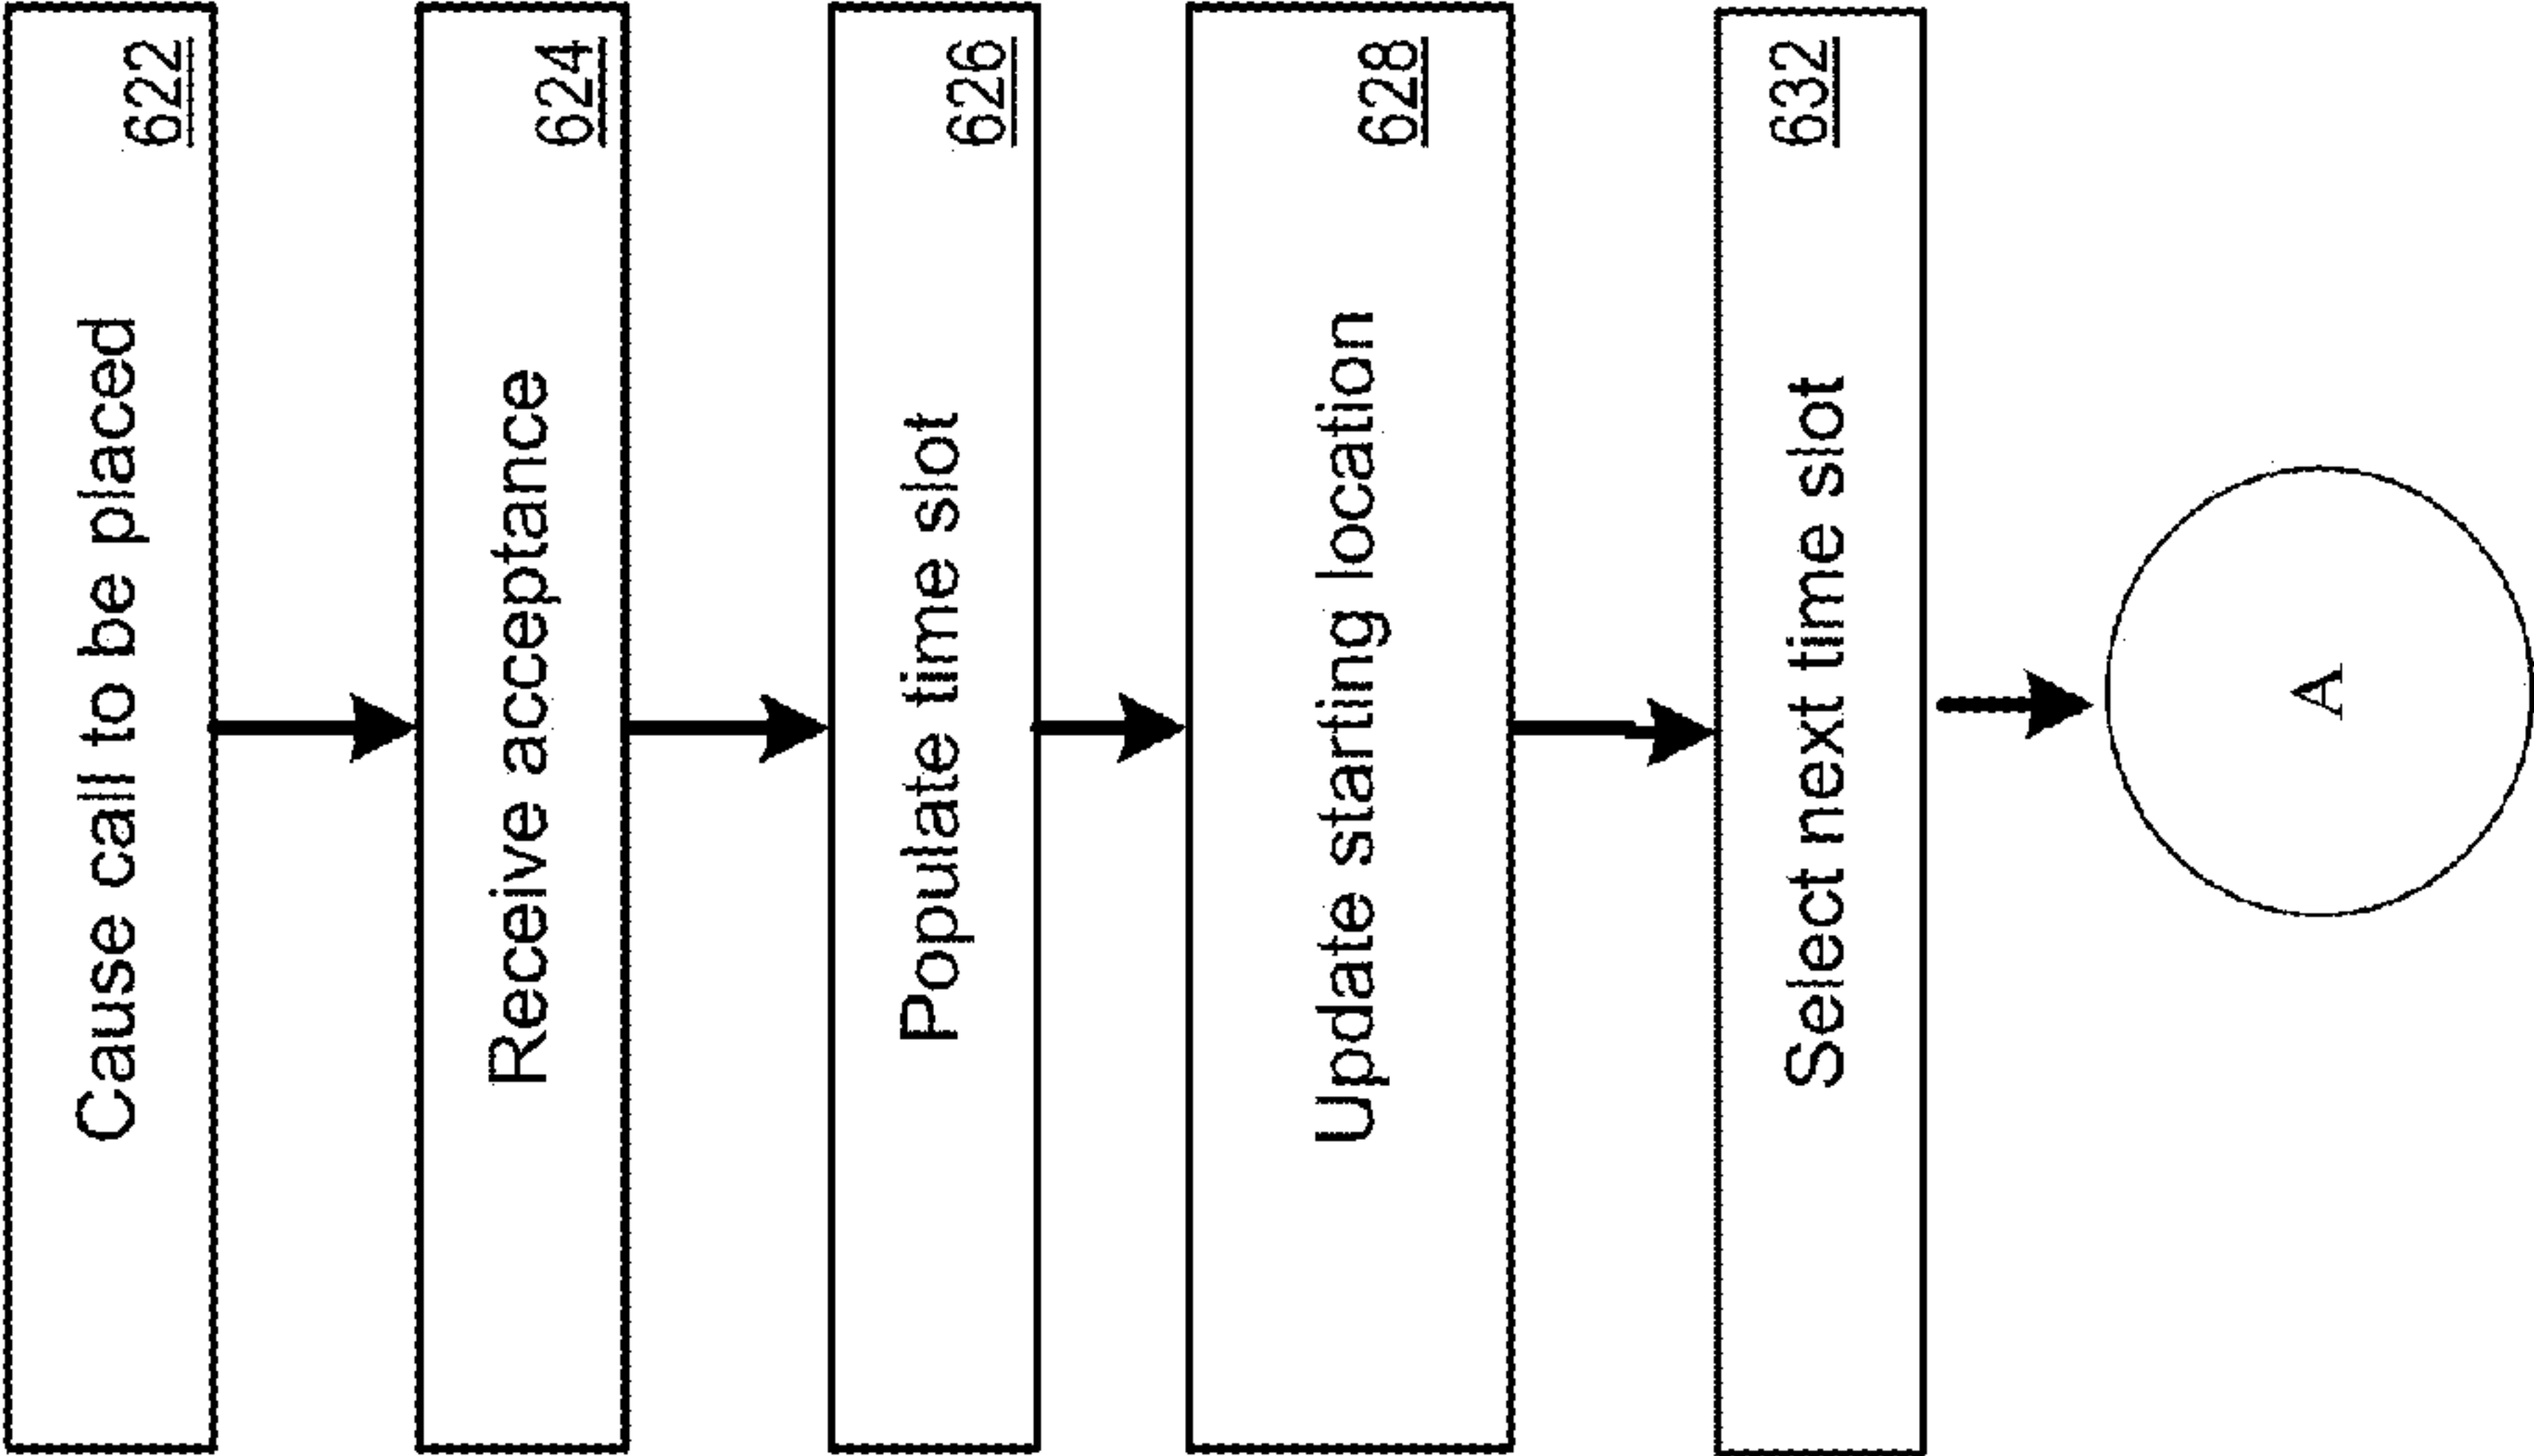 Cause call to be placed
622
Receive acceptance
624
Populate time slot
626
Update starting location
628
Select next time slot
632
A